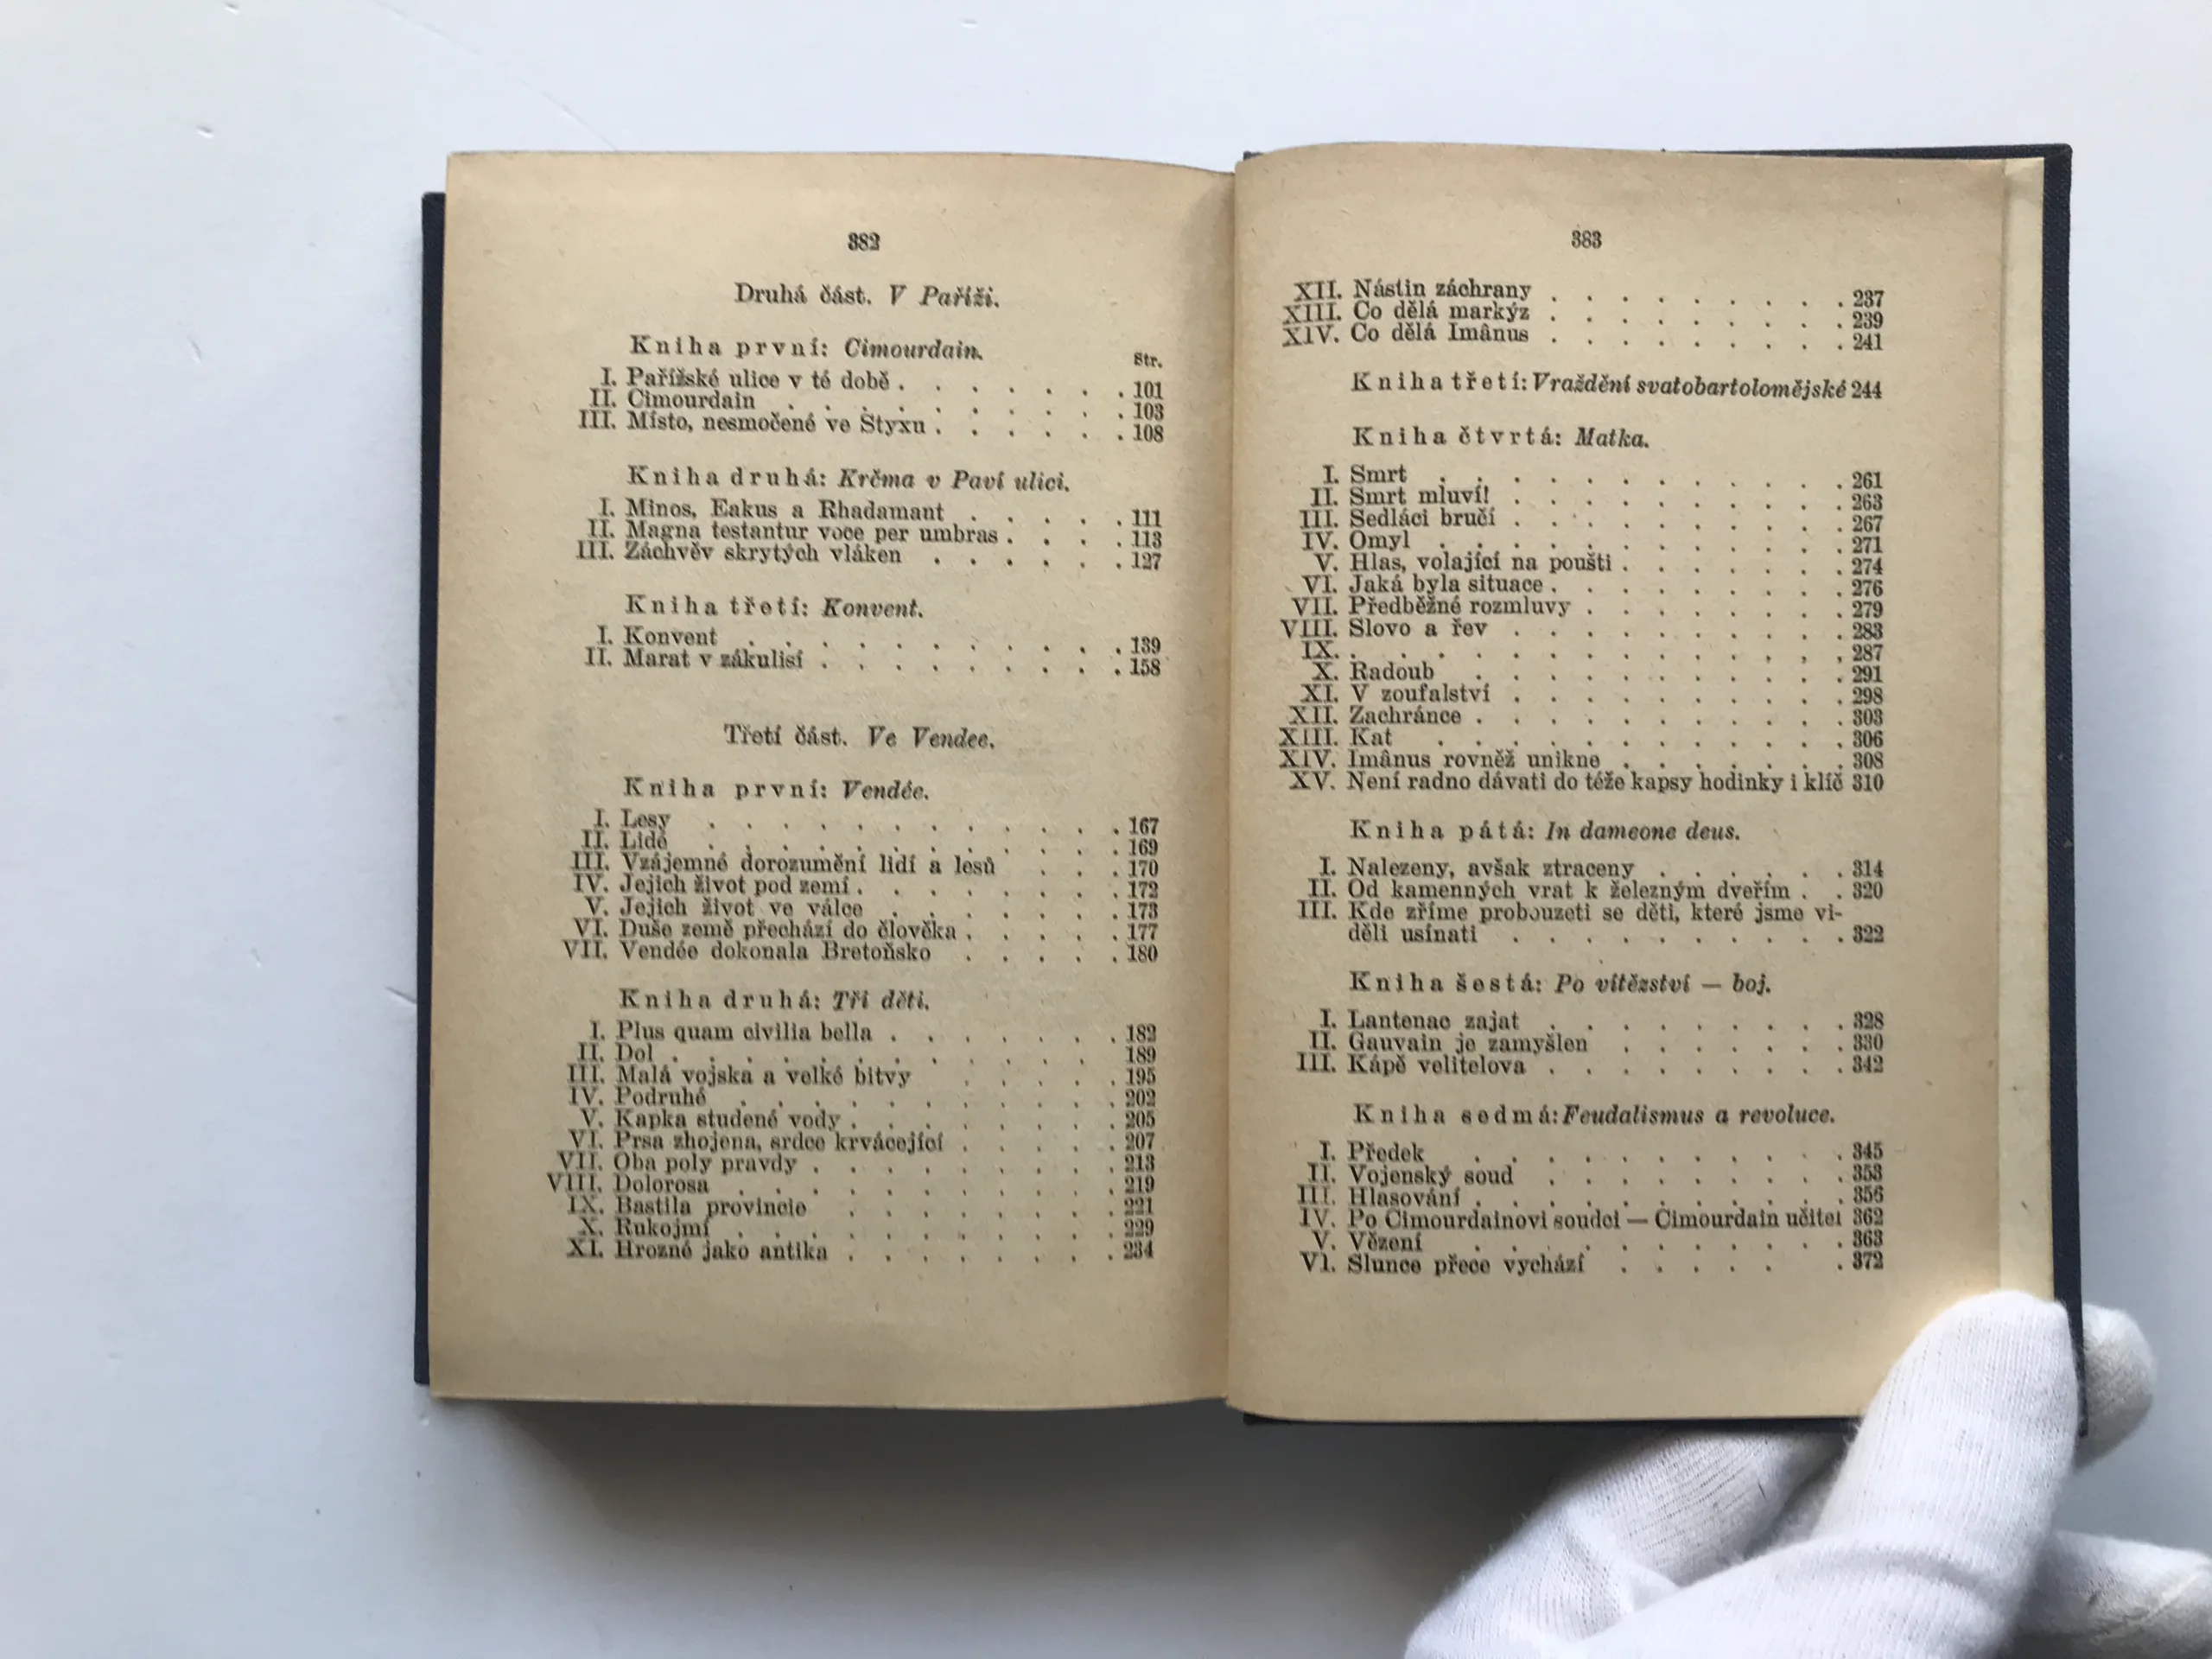 382
Druhá část. V Paříži.
Kniha první: Cimourdain.
Str.
I. Pařížské ulice v té době . . . . . . . 101
II. Cimourdain . . . . . . . . . . 103
III. Místo, nesmočené ve Styxu . . . . . . 108
Kniha druhá: Krčma v Paví ulici.
I. Minos, Eakus a Rhadamant . . . . . 111
II. Magna testantur voce per umbras . . . . 113
III. Záchvěv skrytých vláken . . . . . . 127
Kniha třetí: Konvent.
I. Konvent . . . . . . . . . . . 139
II. Marat v zákulisí . . . . . . . . . 158
Třetí část. Ve Vendee.
Kniha první: Vendée.
I. Lesy . . . . . . . . . . . . 167
II. Lidé . . . . . . . . . . . . 169
III. Vzájemné dorozumění lidí a lesů . . . 170
IV. Jejich život pod zemí . . . . . . . . 172
V. Jejich život ve válce . . . . . . . 173
VI. Duše země přechází do člověka . . . . . 177
VII. Vendée dokonala Bretoňsko . . . . . 180
Kniha druhá: Tři děti.
I. Plus quam civilia bella . . . . . . . 182
II. Dol . . . . . . . . . . . . 189
III. Malá vojska a velké bitvy . . . . . 195
IV. Podruhé . . . . . . . . . . . 202
V. Kapka studené vody . . . . . . . . 205
VI. Prsa zhojena, srdce krvácející . . . . . 207
VII. Oba poly pravdy . . . . . . . . . 213
VIII. Dolorosa . . . . . . . . . . . 219
IX. Bastila provincie . . . . . . . . 221
X. Rukojmí . . . . . . . . . . . 229
XI. Hrozné jako antika . . . . . . . . 234
383
XII. Nástin záchrany . . . . . . . . . 237
XIII. Co dělá markýz . . . . . . . . . 239
XIV. Co dělá Imânus . . . . . . . . . 241
Kniha třetí: Vraždění svatobartolomějské 244
Kniha čtvrtá: Matka.
I. Smrt . . . . . . . . . . . . 261
II. Smrt mluví! . . . . . . . . . . 263
III. Sedláci bručí . . . . . . . . . . 267
IV. Omyl . . . . . . . . . . . . 271
V. Hlas, volající na poušti . . . . . . . 274
VI. Jaká byla situace . . . . . . . . . 276
VII. Předběžné rozmluvy . . . . . . . . 279
VIII. Slovo a řev . . . . . . . . . . 283
IX. . . . . . . . . . . . . . . 287
X. Radoub . . . . . . . . . . . 291
XI. V zoufalství . . . . . . . . . . 298
XII. Zachránce . . . . . . . . . . . 303
XIII. Kat . . . . . . . . . . . . 306
XIV. Imânus rovněž unikne . . . . . . . 308
XV. Není radno dávati do téže kapsy hodinky i klíč 310
Kniha pátá: In dameone deus.
I. Nalezeny, avšak ztraceny . . . . . . 314
II. Od kamenných vrat k železným dveřím . . 320
III. Kde zříme probouzeti se děti, které jsme vi-
děli usínati . . . . . . . . . . 322
Kniha šestá: Po vítězství — boj.
I. Lantenac zajat . . . . . . . . . 328
II. Gauvain je zamyšlen . . . . . . . 330
III. Kápě velitelova . . . . . . . . . 342
Kniha sedmá: Feudalismus a revoluce.
I. Předek . . . . . . . . . . . 345
II. Vojenský soud . . . . . . . . . 353
III. Hlasování . . . . . . . . . . . 356
IV. Po Cimourdainovi soudci — Cimourdain učitel 362
V. Vězení . . . . . . . . . . . 363
VI. Slunce přece vychází . . . . . . 372